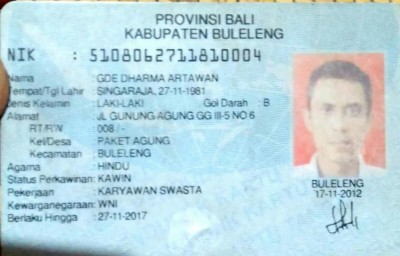 PROVINSI BALI
KABUPATEN BULELENG
NIK : 5108062711810004
Nama : GDE DHARMA ARTAWAN
Tempat/Tgl Lahir : SINGARAJA, 27-11-1981
Jenis Kelamin : LAKI-LAKI Gol Darah : B
Alamat : JL GUNUNG AGUNG GG III-5 NO 6
RT/RW : 008 / -
Kel/Desa : PAKET AGUNG
Kecamatan : BULELENG
Agama : HINDU
Status Perkawinan: KAWIN
Pekerjaan : KARYAWAN SWASTA
Kewarganegaraan: WNI
Berlaku Hingga : 27-11-2017
BULELENG
17-11-2012